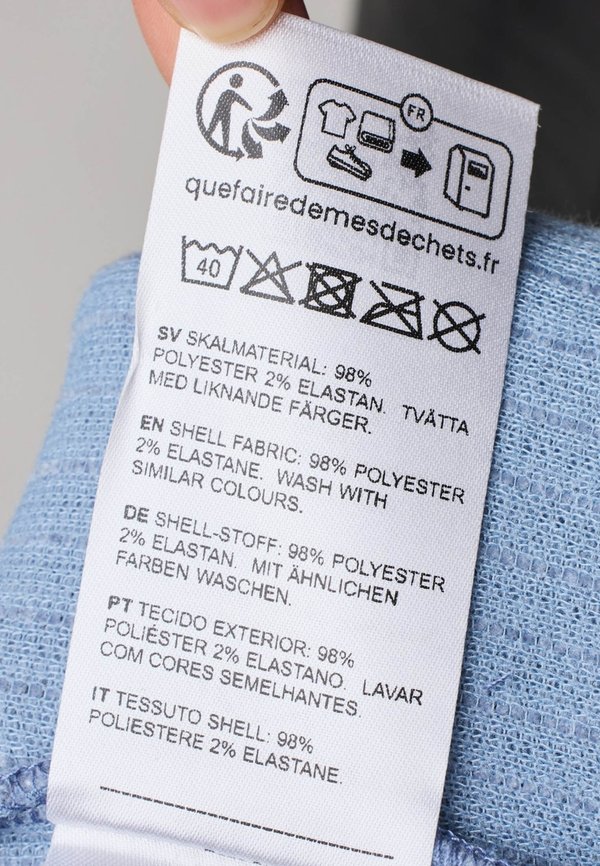 FR
quefairedemesdechets.fr
40
SV SKALMATERIAL: 98%
POLYESTER 2% ELASTAN. TVÄTTA
MED LIKNANDE FÄRGER.
EN SHELL FABRIC: 98% POLYESTER
2% ELASTANE. WASH WITH
SIMILAR COLOURS.
DE SHELL-STOFF: 98% POLYESTER
2% ELASTAN. MIT ÄHNLICHEN
FARBEN WASCHEN.
PT TECIDO EXTERIOR: 98%
POLIÉSTER 2% ELASTANO. LAVAR
COM CORES SEMELHANTES.
IT TESSUTO SHELL: 98%
POLIESTERE 2% ELASTANE.